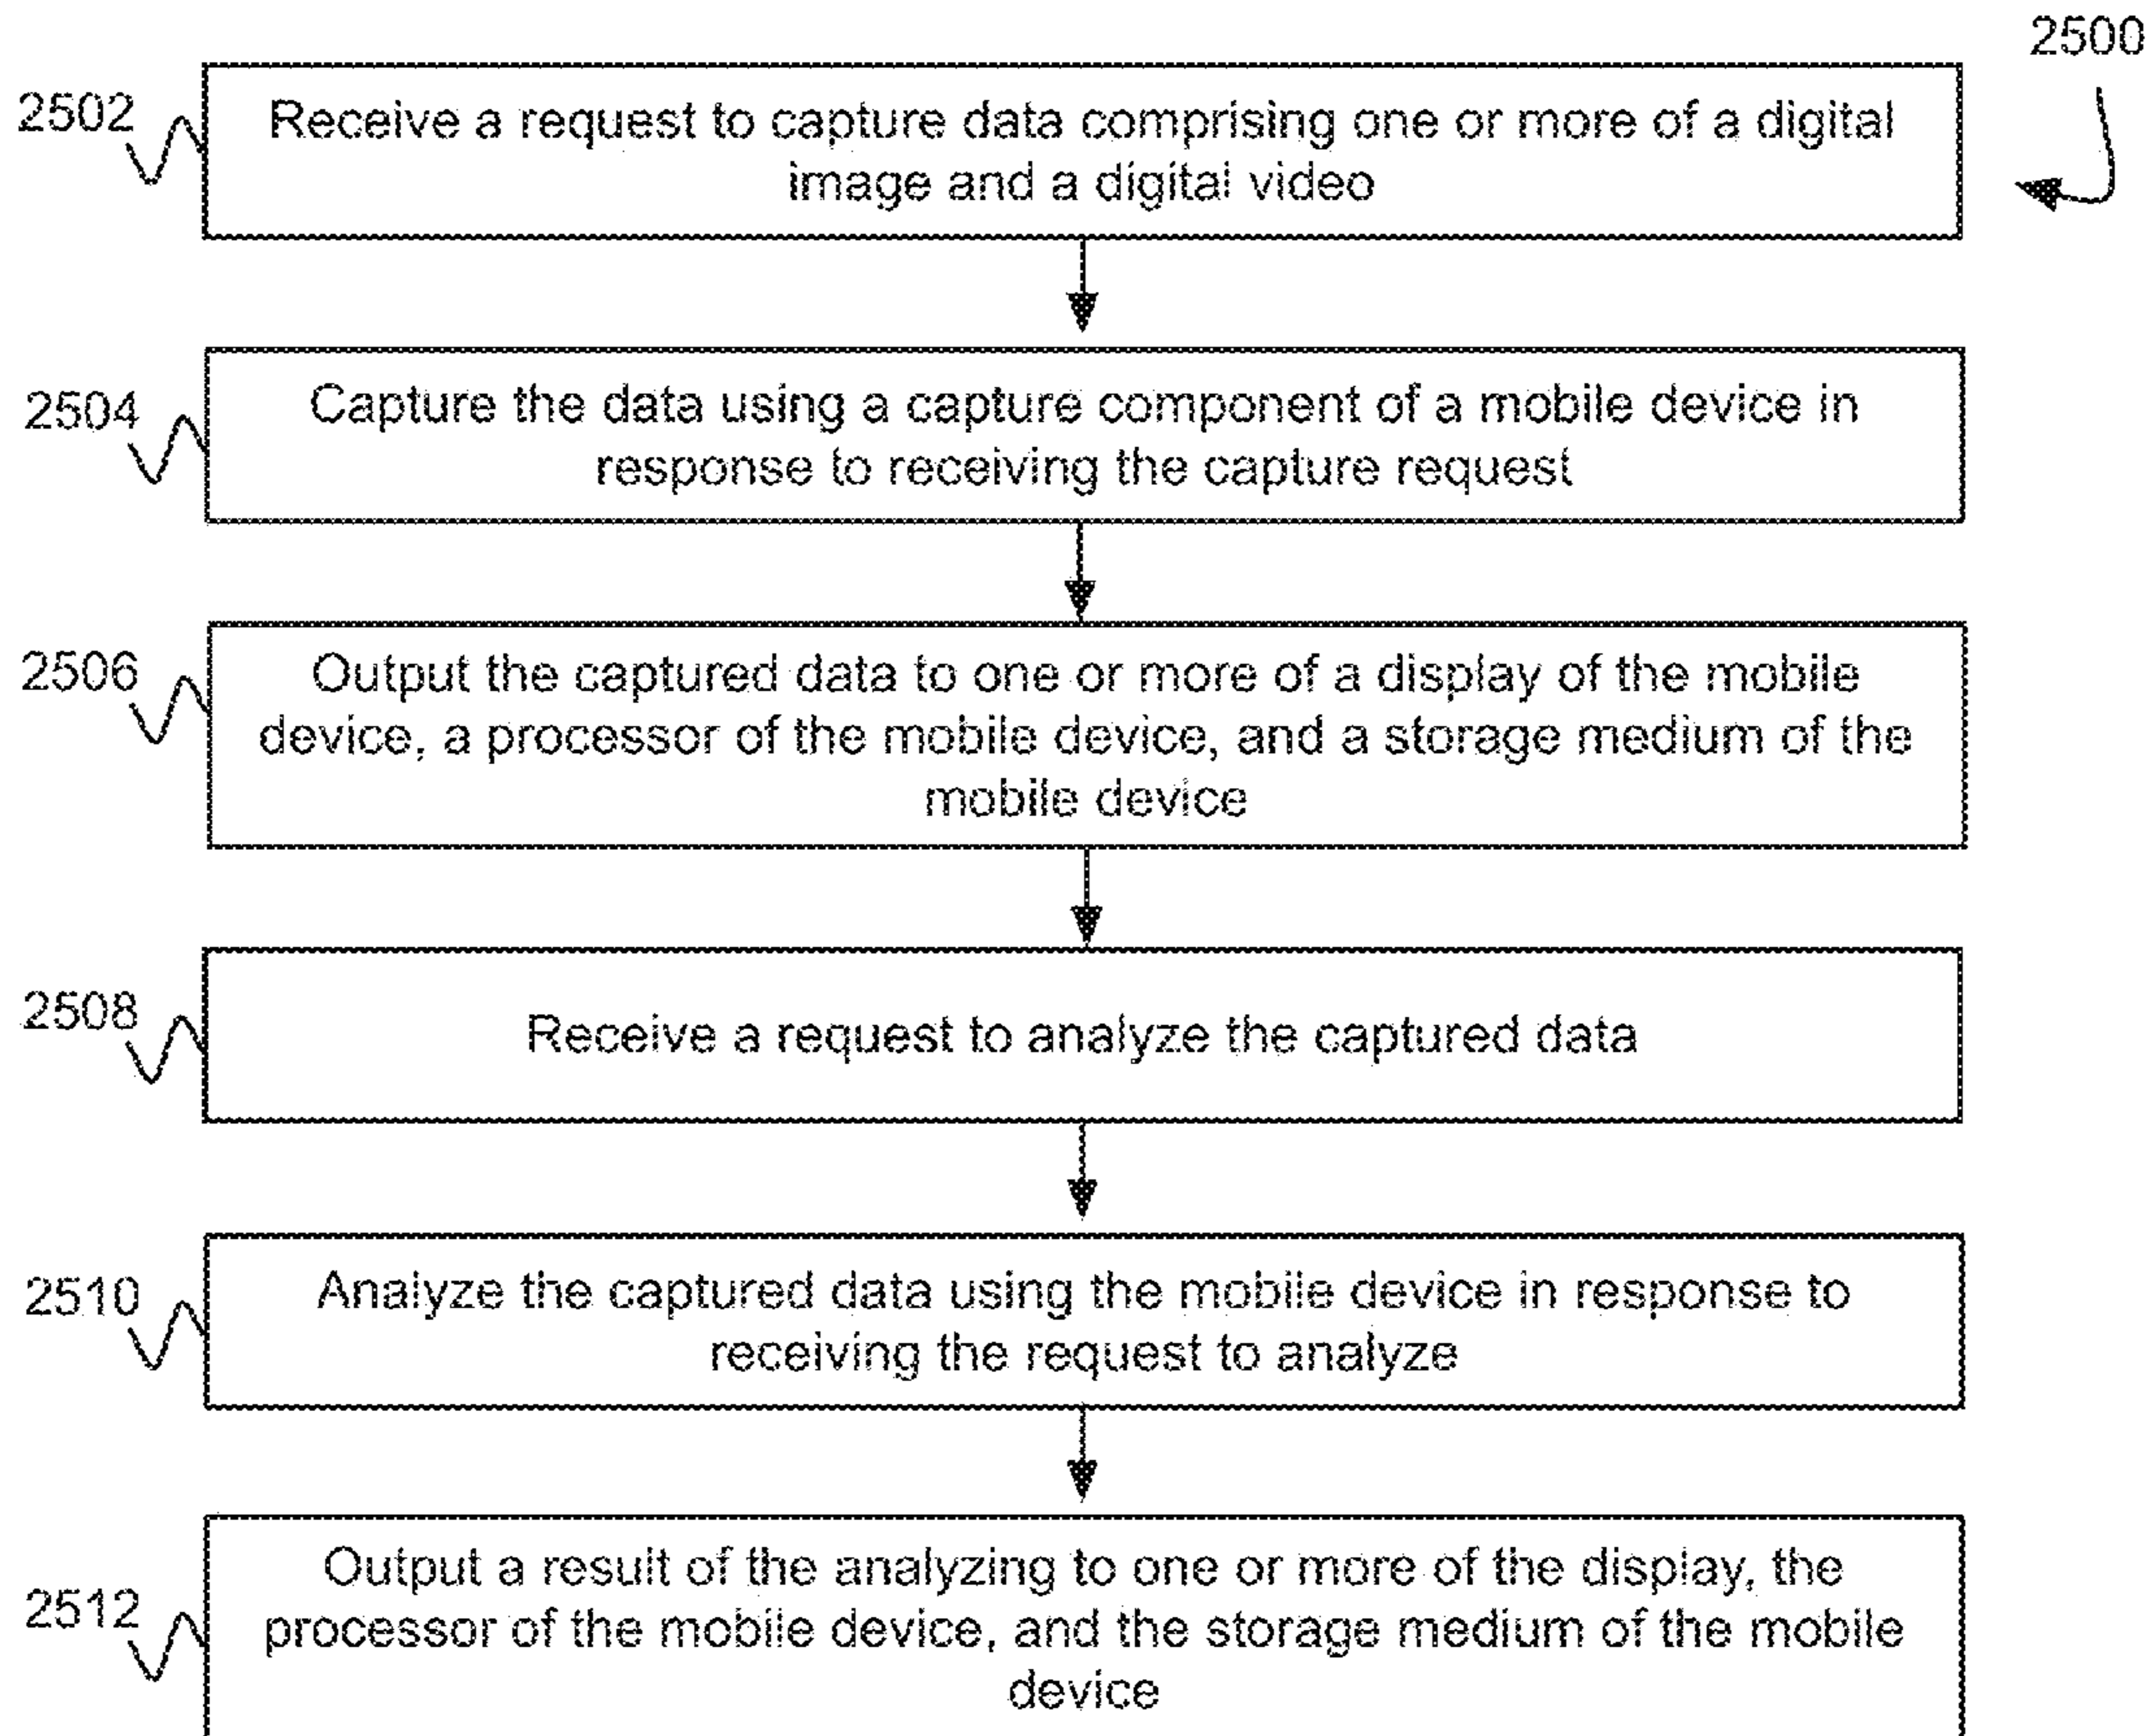 2500
2502
Receive a request to capture data comprising one or more of a digital
image and a digital video
2504
Capture the data using a capture component of a mobile device in
response to receiving the capture request
2506
Output the captured data to one or more of a display of the mobile
device, a processor of the mobile device, and a storage medium of the
mobile device
2508
Receive a request to analyze the captured data
2510
Analyze the captured data using the mobile device in response to
receiving the request to analyze
2512
Output a result of the analyzing to one or more of the display, the
processor of the mobile device, and the storage medium of the mobile
device